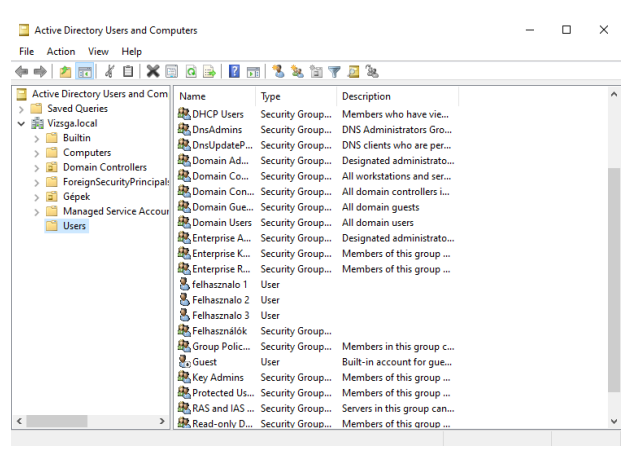 Active Directory Users and Computers
File Action View Help
Active Directory Users and Com
Saved Queries
Vizsga.local
Builtin
Computers
Domain Controllers
ForeignSecurityPrincipals
Gépek
Managed Service Accour
Users
Name Type Description
DHCP Users Security Group... Members who have vie...
DnsAdmins Security Group... DNS Administrators Gro...
DnsUpdateP... Security Group... DNS clients who are per...
Domain Ad... Security Group... Designated administrato...
Domain Co... Security Group... All workstations and ser...
Domain Con... Security Group... All domain controllers i...
Domain Gue... Security Group... All domain guests
Domain Users Security Group... All domain users
Enterprise A... Security Group... Designated administrato...
Enterprise K... Security Group... Members of this group ...
Enterprise R... Security Group... Members of this group ...
felhasznalo 1 User
Felhasznalo 2 User
Felhasznalo 3 User
Felhasználók Security Group...
Group Polic... Security Group... Members in this group c...
Guest User Built-in account for gue...
Key Admins Security Group... Members of this group ...
Protected Us... Security Group... Members of this group ...
RAS and IAS ... Security Group... Servers in this group can...
Read-only D... Security Group... Members of this group ...